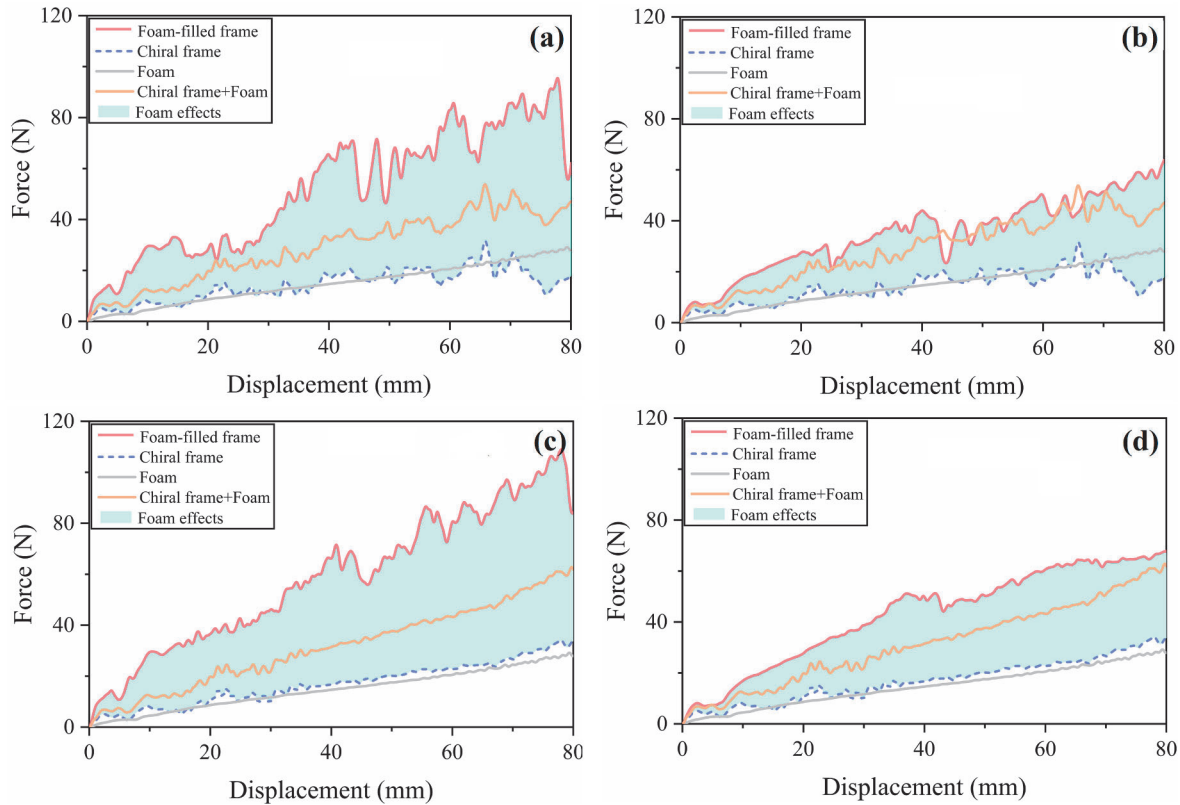 120
80
40
0
Force (N)
Foam-filled frame
Chiral frame
Foam
Chiral frame+Foam
Foam effects
(a)
0 20 40 60 80
Displacement (mm)
120
80
40
0
Force (N)
Foam-filled frame
Chiral frame
Foam
Chiral frame+Foam
Foam effects
(b)
0 20 40 60 80
Displacement (mm)
120
80
40
0
Force (N)
Foam-filled frame
Chiral frame
Foam
Chiral frame+Foam
Foam effects
(c)
0 20 40 60 80
Displacement (mm)
120
80
40
0
Force (N)
Foam-filled frame
Chiral frame
Foam
Chiral frame+Foam
Foam effects
(d)
0 20 40 60 80
Displacement (mm)